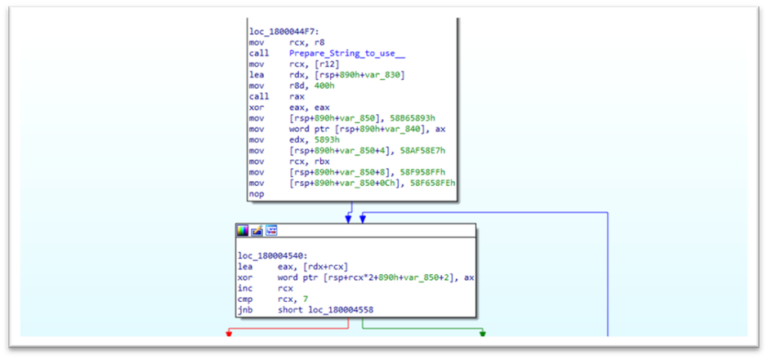 loc_1800044F7:
mov rcx, r8
call Prepare_String_to_use__
mov rcx, [r12]
lea rdx, [rsp+890h+var_830]
mov r8d, 400h
call rax
xor eax, eax
mov [rsp+890h+var_850], 58B65893h
mov word ptr [rsp+890h+var_840], ax
mov edx, 5893h
mov [rsp+890h+var_850+4], 58AF58E7h
mov rcx, rbx
mov [rsp+890h+var_850+8], 58F958FFh
mov [rsp+890h+var_850+0Ch], 58F658FEh
nop
loc_180004540:
lea eax, [rdx+rcx]
xor word ptr [rsp+rcx*2+890h+var_850+2], ax
inc rcx
cmp rcx, 7
jnb short loc_180004558